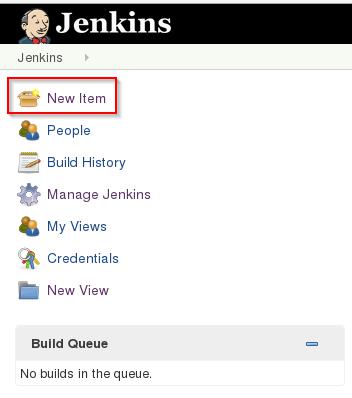 Jenkins
Jenkins
New Item
People
Build History
Manage Jenkins
My Views
Credentials
New View
Build Queue
No builds in the queue.